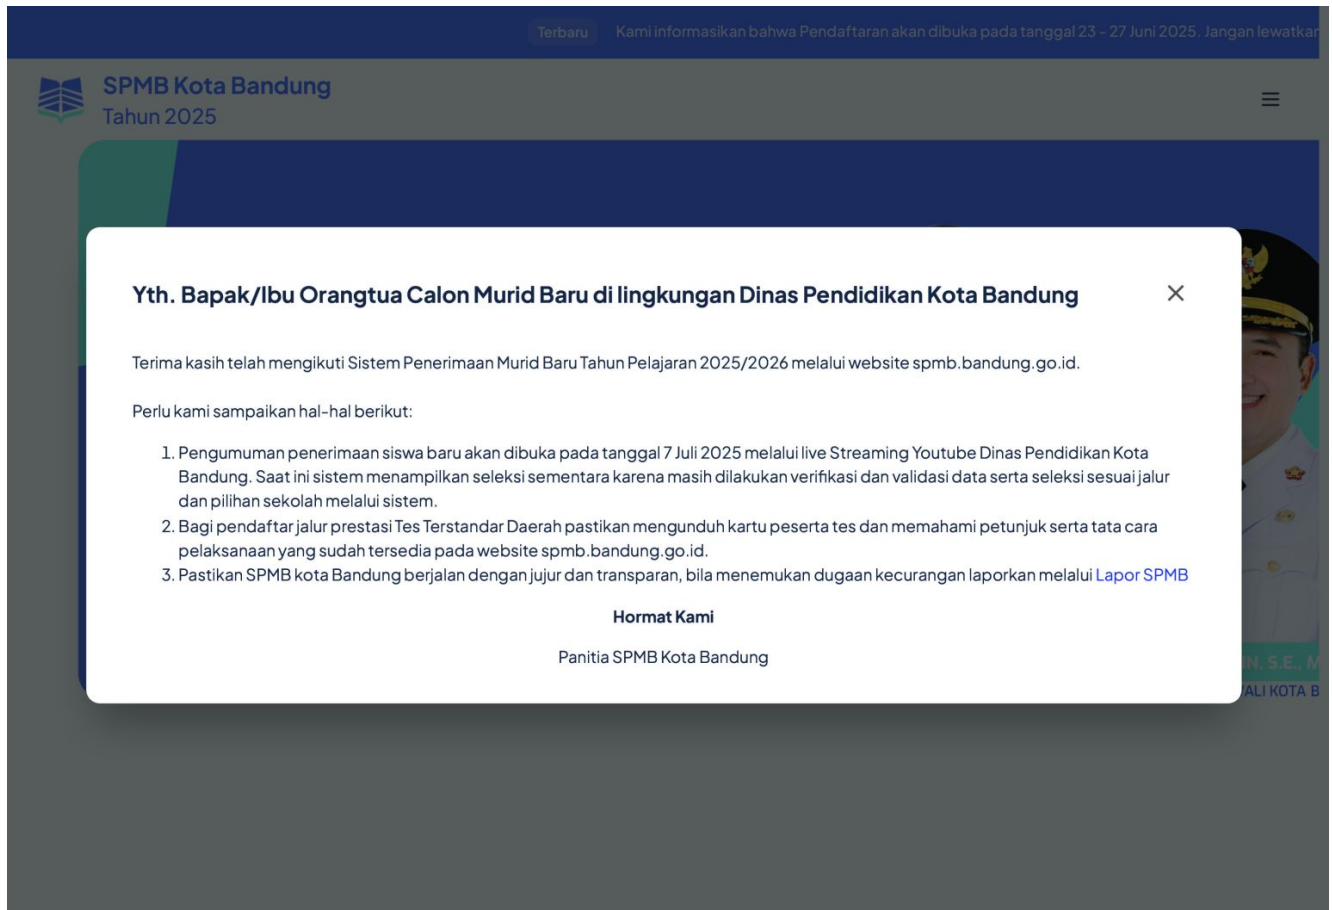 Terbaru Kami informasikan bahwa Pendaftaran akan dibuka pada tanggal 23 - 27 Juni 2025. Jangan
SPMB Kota Bandung
Tahun 2025
Yth. Bapak/Ibu Orangtua Calon Murid Baru di lingkungan Dinas Pendidikan Kota Bandung
Terima kasih telah mengikuti Sistem Penerimaan Murid Baru Tahun Pelajaran 2025/2026 melalui website spmb.bandung.go.id.
Perlu kami sampaikan hal-hal berikut:
1. Pengumuman penerimaan siswa baru akan dibuka pada tanggal 7 Juli 2025 melalui live Streaming Youtube Dinas Pendidikan Kota
Bandung. Saat ini sistem menampilkan seleksi sementara karena masih dilakukan verifikasi dan validasi data serta seleksi sesuai jalur
dan pilihan sekolah melalui sistem.
2. Bagi pendaftar jalur prestasi Tes Terstandar Daerah pastikan mengunduh kartu peserta tes dan memahami petunjuk serta tata cara
pelaksanaan yang sudah tersedia pada website spmb.bandung.go.id.
3. Pastikan SPMB kota Bandung berjalan dengan jujur dan transparan, bila menemukan dugaan kecurangan laporkan melalui Lapor SPMB
Hormat Kami
Panitia SPMB Kota Bandung
S.E.,
KOTA